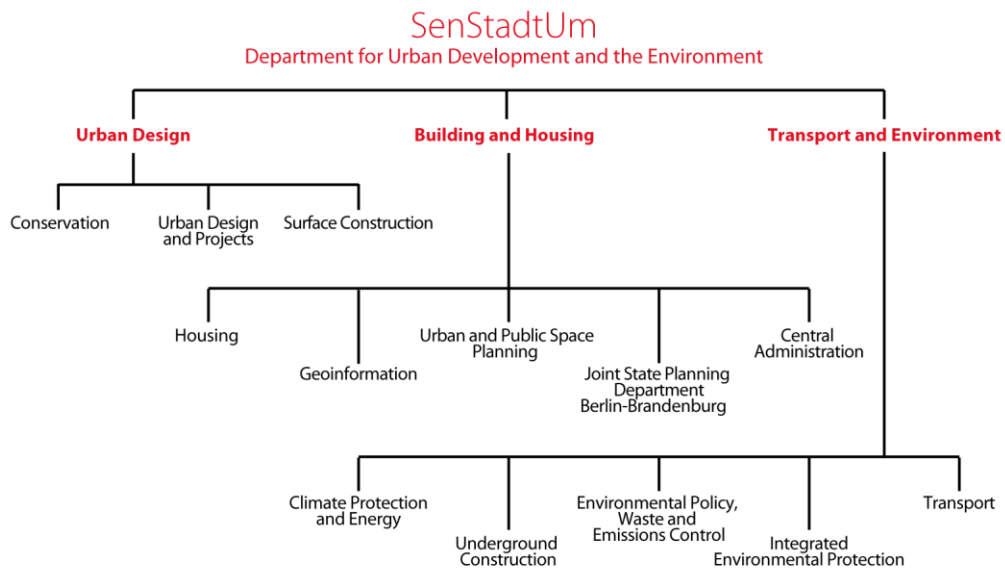 SenStadtUm
Department for Urban Development and the Environment
Urban Design
Building and Housing
Transport and Environment
Conservation
Urban Design
and Projects
Surface Construction
Housing
Geoinformation
Urban and Public Space
Planning
Joint State Planning
Department
Berlin-Brandenburg
Central
Administration
Climate Protection
and Energy
Underground
Construction
Environmental Policy,
Waste and
Emissions Control
Integrated
Environmental Protection
Transport